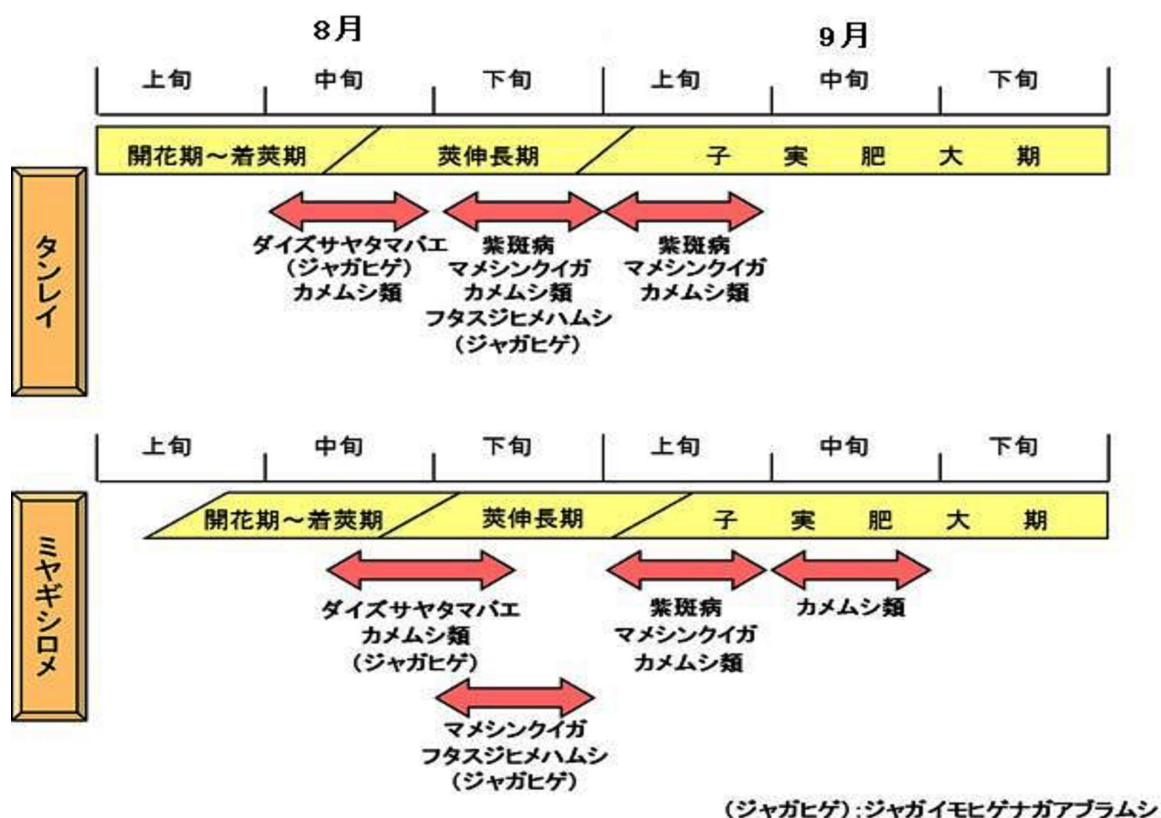 8月
9月
上旬 中旬 下旬 上旬 中旬 下旬
開花期～着莢期 莢伸長期 子実肥大期
タンレイ
ダイズサヤタマバエ
(ジャガヒゲ)
カメムシ類
紫斑病
マメシンクイガ
カメムシ類
フタスジヒメハムシ
(ジャガヒゲ)
紫斑病
マメシンクイガ
カメムシ類
上旬 中旬 下旬 上旬 中旬 下旬
開花期～着莢期 莢伸長期 子実肥大期
ミヤギシロメ
ダイズサヤタマバエ
カメムシ類
(ジャガヒゲ)
マメシンクイガ
フタスジヒメハムシ
(ジャガヒゲ)
紫斑病
マメシンクイガ
カメムシ類
カメムシ類
(ジャガヒゲ):ジャガイモヒゲナガアブラムシ